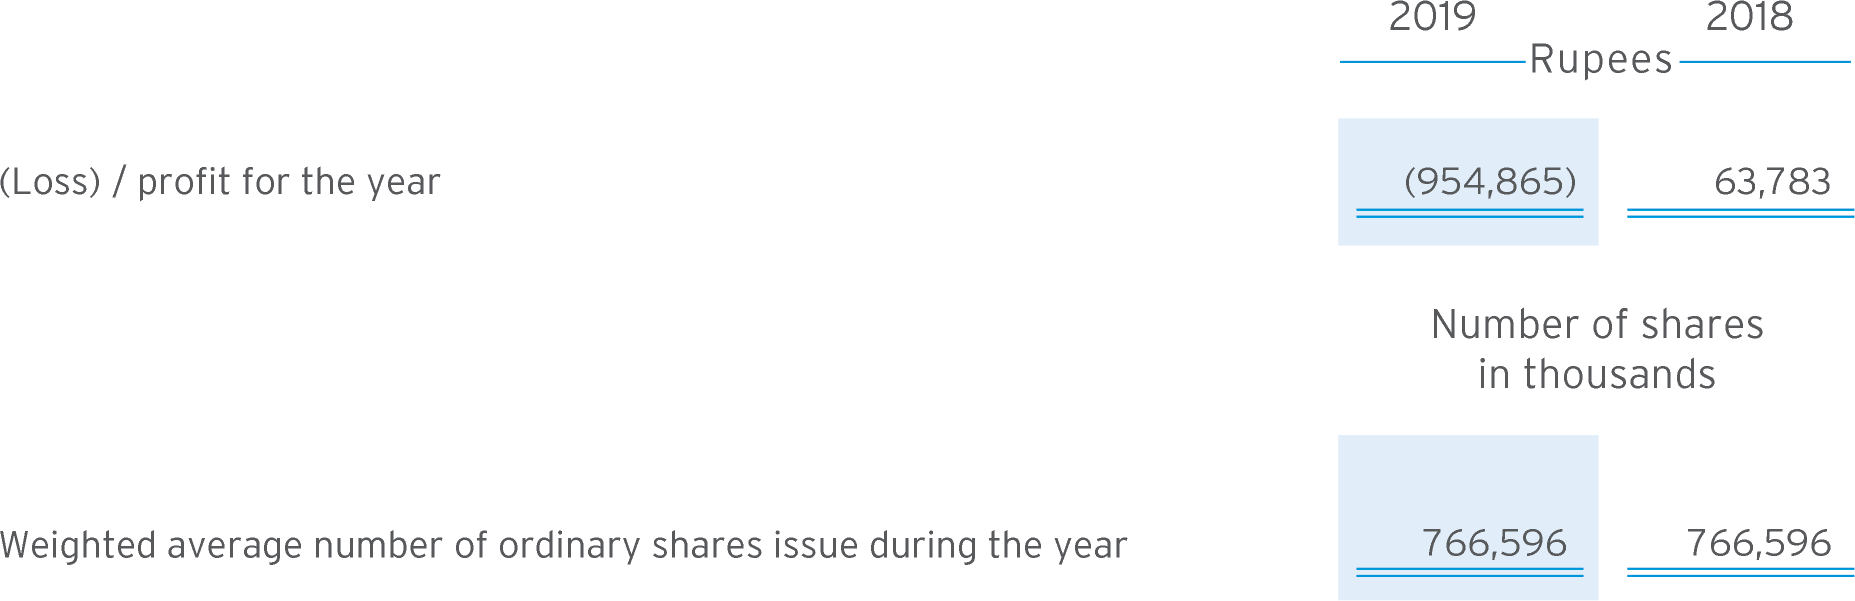 2019 2018
Rupees
(Loss) / profit for the year (954,865) 63,783
Number of shares
in thousands
Weighted average number of ordinary shares issue during the year 766,596 766,596